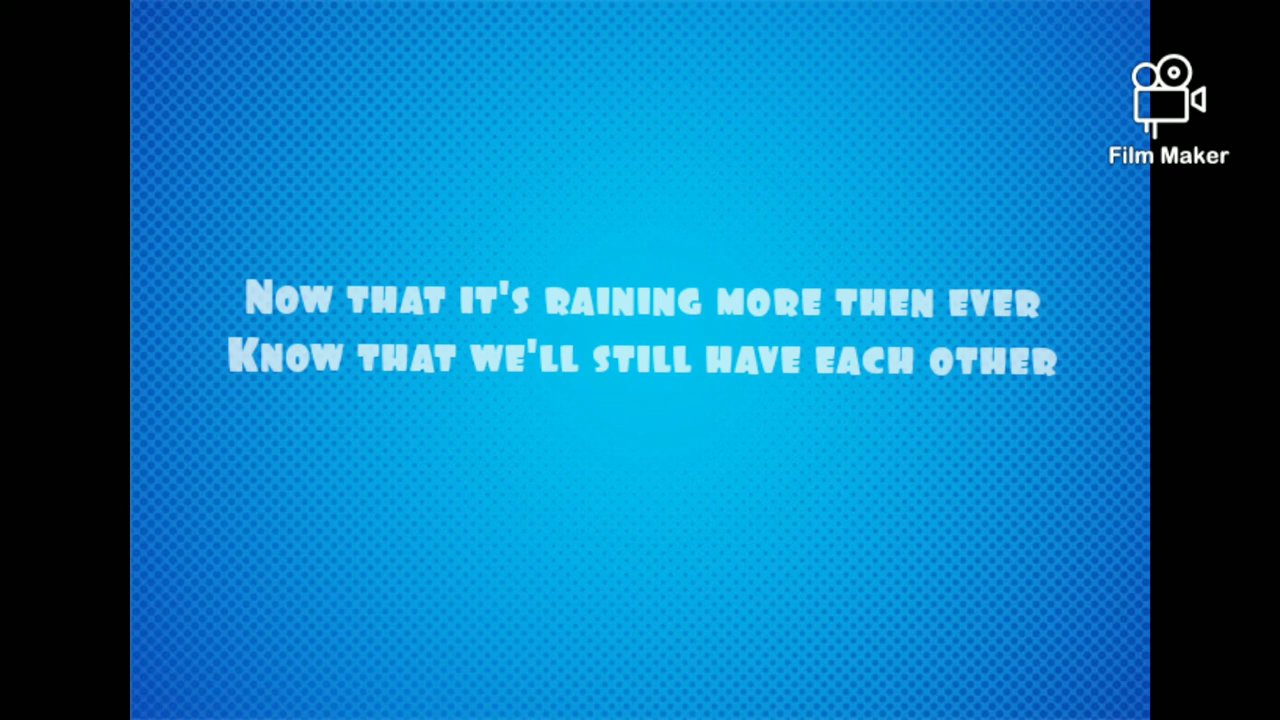 Film Maker
Now that it's raining more then ever
Know that we'll still have each other